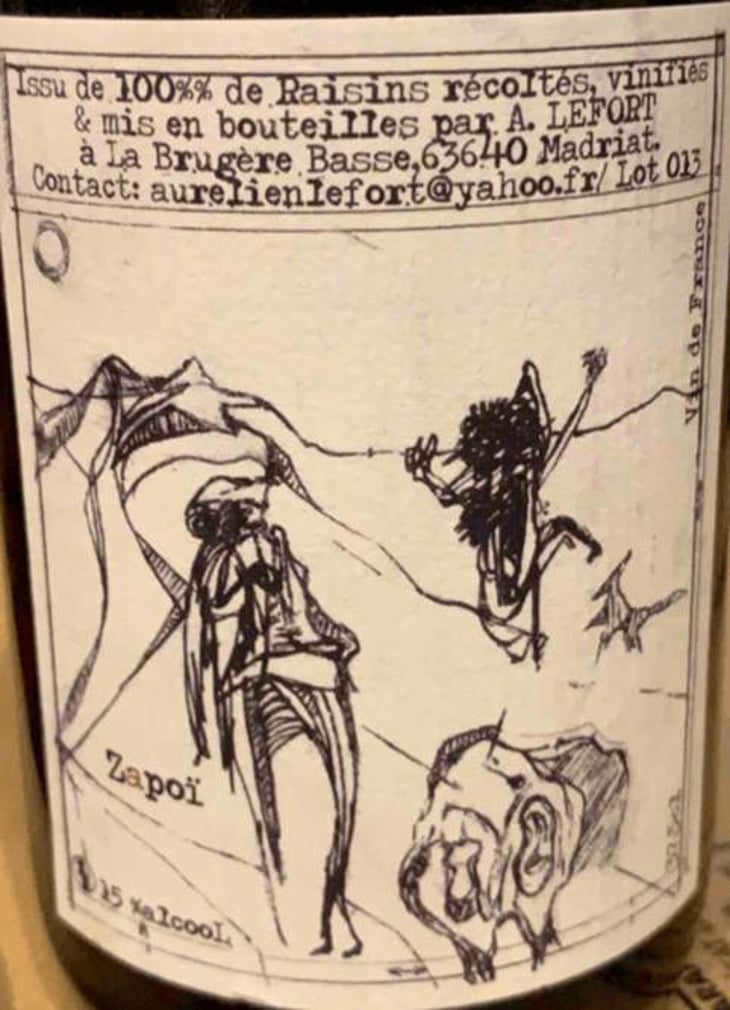 Issu de 100%% de Raisins récoltés, vinifiés
& mis en bouteilles par A. LEFORT
à La Brugère Basse,63640 Madriat.
Contact: aurelienlefort@yahoo.fr/ Lot 013
Vin de France
Zapoï
15 %alcooL